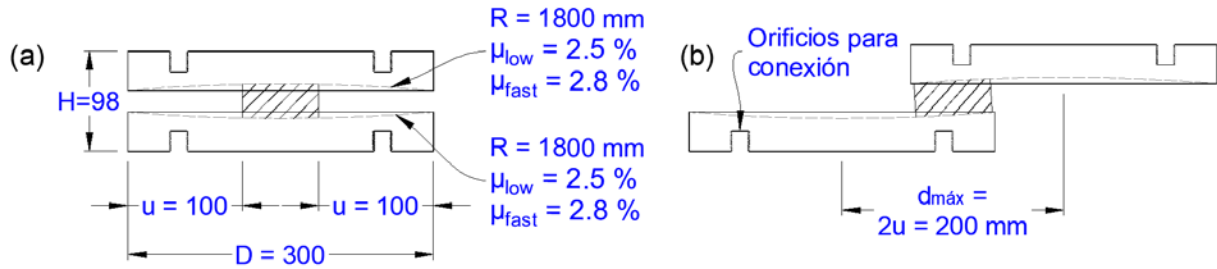 (a)
H=98
R = 1800 mm
μlow = 2.5 %
μfast = 2.8 %
R = 1800 mm
μlow = 2.5 %
μfast = 2.8 %
u = 100
u = 100
D = 300
(b)
Orificios para
conexión
dmáx =
2u = 200 mm